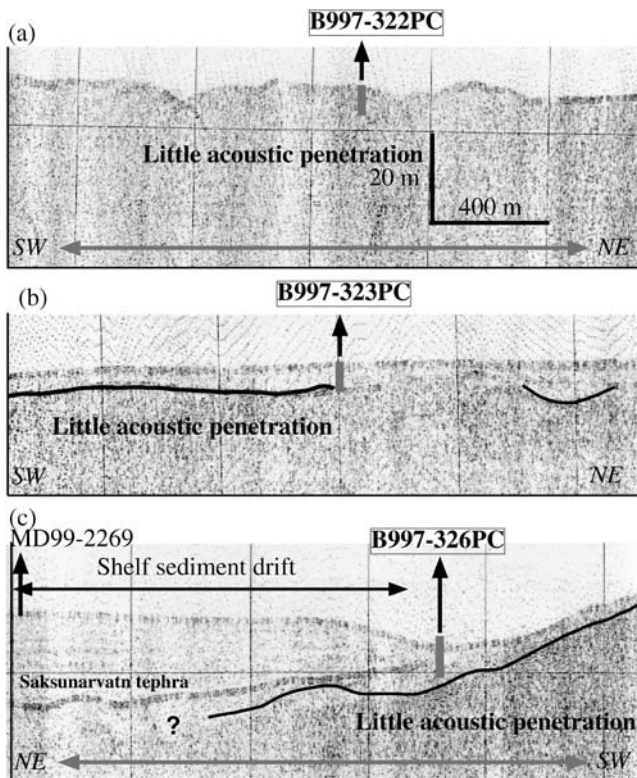 (a)
B997-322PC
Little acoustic penetration
20 m
400 m
SW
NE
(b)
B997-323PC
Little acoustic penetration
SW
NE
(c)
MD99-2269
B997-326PC
Shelf sediment drift
Saksunarvatn tephra
?
Little acoustic penetration
NE
SW